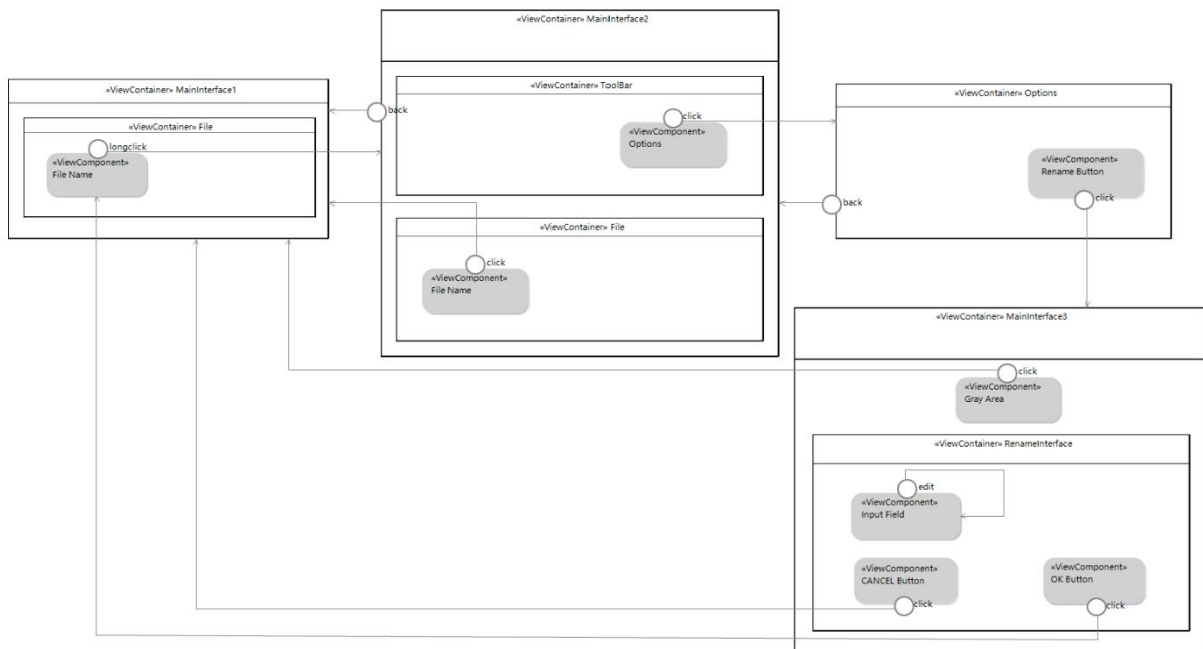 «ViewContainer» MainInterface2
«ViewContainer» MainInterface1
«ViewContainer» File
longclick
«ViewComponent»
File Name
back
«ViewContainer» ToolBar
click
«ViewComponent»
Options
«ViewContainer» File
click
«ViewComponent»
File Name
«ViewContainer» Options
«ViewComponent»
Rename Button
click
back
«ViewContainer» MainInterface3
click
«ViewComponent»
Gray Area
«ViewContainer» RenameInterface
edit
«ViewComponent»
Input Field
«ViewComponent»
CANCEL Button
click
«ViewComponent»
OK Button
click